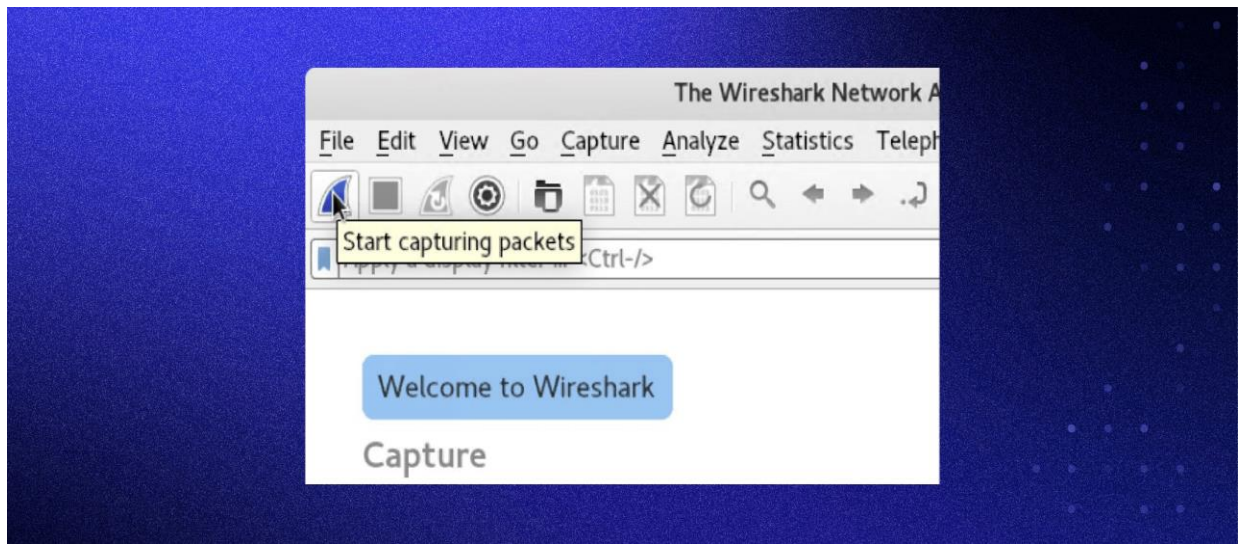 The Wireshark Network A
File Edit View Go Capture Analyze Statistics Teleph
Start capturing packets
<Ctrl-/>
Welcome to Wireshark
Capture